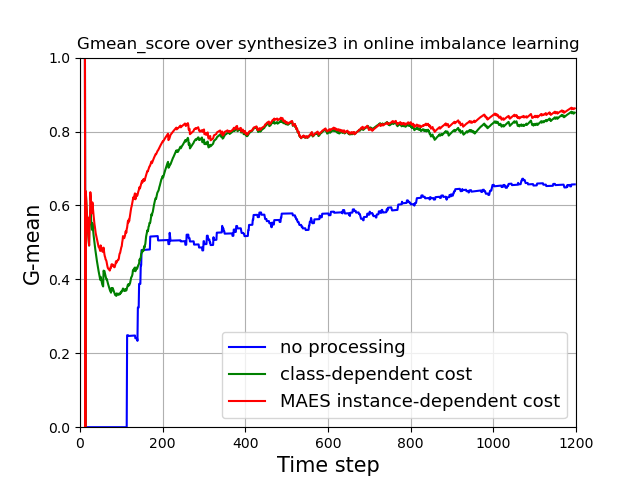 Gmean_score over synthesize3 in online imbalance learning
1.0
0.8
0.6
0.4
0.2
0.0
G-mean
no processing
class-dependent cost
MAES instance-dependent cost
0 200 400 600 800 1000 1200
Time step